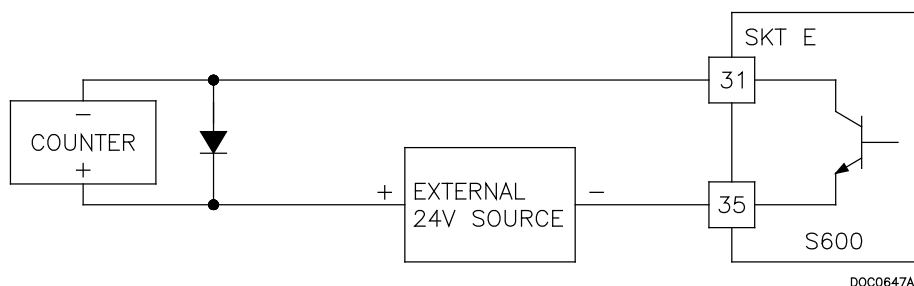 SKT E
31
−
COUNTER
+
+ EXTERNAL −
24V SOURCE
35
S600
DOC0647A